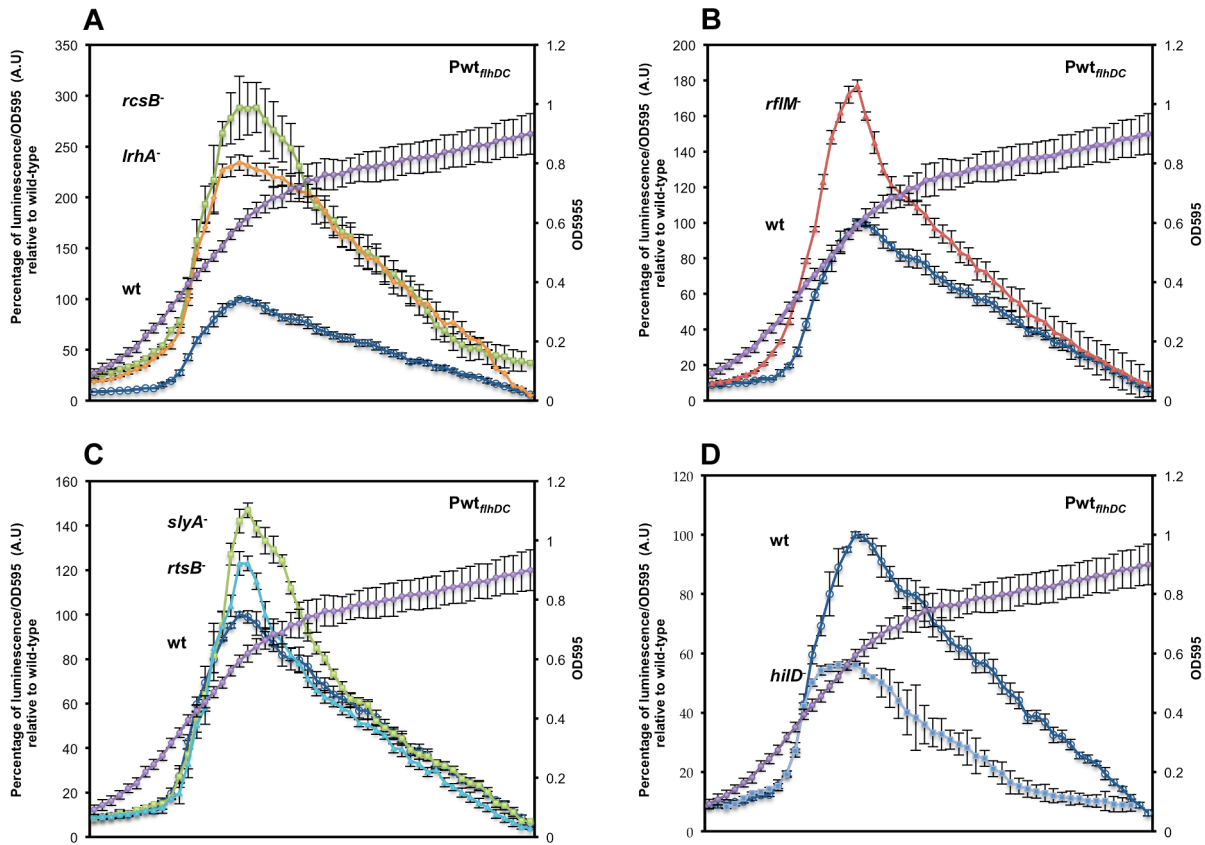 A
Percentage of luminescence/OD595 (A.U)
relative to wild-type
350
300
250
200
150
100
50
0
rcsB-
lrhA-
wt
PwtflhDC
1.2
1
0.8
0.6
0.4
0.2
0
OD5955
B
Percentage of luminescence/OD595 (A.U)
relative to wild-type
200
180
160
140
120
100
80
60
40
20
0
rflM-
wt
PwtflhDC
1.2
1
0.8
0.6
0.4
0.2
0
OD595
C
Percentage of luminescence/OD595 (A.U)
relative to wild-type
160
140
120
100
80
60
40
20
0
slyA-
rtsB-
wt
PwtflhDC
1.2
1
0.8
0.6
0.4
0.2
0
OD595
D
Percentage of luminescence/OD595 (A.U)
relative to wild-type
120
100
80
60
40
20
0
wt
hilD-
PwtflhDC
1.2
1
0.8
0.6
0.4
0.2
0
OD595